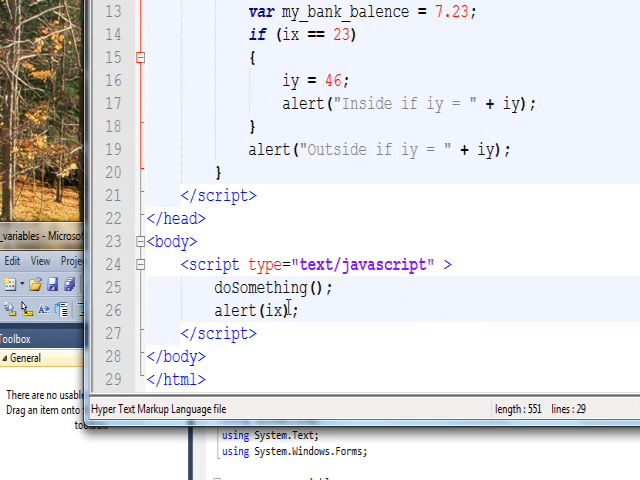 13 var my_bank_balence = 7.23;
14 if (ix == 23)
15 {
16 iy = 46;
17 alert("Inside if iy = " + iy);
18 }
19 alert("Outside if iy = " + iy);
20 }
21 </script>
22 </head>
23 <body>
24 <script type="text/javascript" >
25 doSomething();
26 alert(ix);
27 </script>
28 </body>
29 </html>
Hyper Text Markup Language file length : 551 lines : 29
_variables - Microsof
Edit View Proje
Toolbox
General
There are no usabl
Drag an item onto
using System.Text;
using System.Windows.Forms;